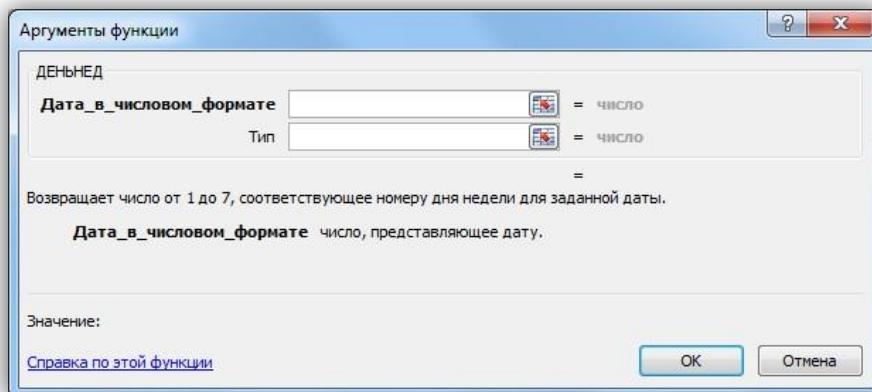 Аргументы функции
ДЕНЬНЕД
Дата_в_числовом_формате = число
Тип = число
=
Возвращает число от 1 до 7, соответствующее номеру дня недели для заданной даты.
Дата_в_числовом_формате число, представляющее дату.
Значение:
Справка по этой функции ОК Отмена